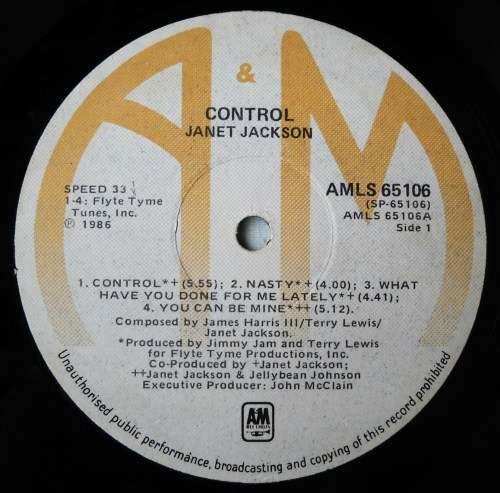 A & M
CONTROL
JANET JACKSON
SPEED 33 ⅓
1-4: Flyte Tyme
Tunes, Inc.
℗ 1986
AMLS 65106
(SP-65106)
AMLS 65106A
Side 1
1. CONTROL*+(5.55); 2. NASTY*+(4.00); 3. WHAT
HAVE YOU DONE FOR ME LATELY*+(4.41);
4. YOU CAN BE MINE*++(5.12).
Composed by James Harris III/Terry Lewis/
Janet Jackson.
*Produced by Jimmy Jam and Terry Lewis
for Flyte Tyme Productions, Inc.
Co-Produced by +Janet Jackson;
++Janet Jackson & Jellybean Johnson
Executive Producer: John McClain
AM
RECORDS
Unauthorised public performance, broadcasting and copying of this record prohibited